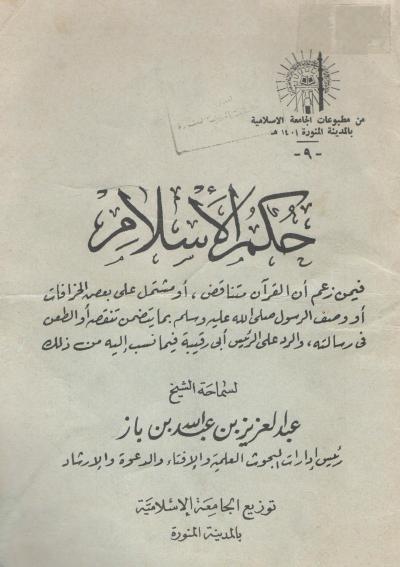 من مطبوعات الجامعة الاسلامية
بالمدينة المنورة ١٤٠١ هـ
- ٩ -
حكم الإسلام
فيمن زعم أن القرآن متناقض، أو مشتمل على بعض الخرافات
أو وصف الرسول صلى الله عليه وسلم بما يتضمن تنقصه أو الطعن
في رسالته، والرد على الرئيس أبي رقيبة فيما نسب إليه من ذلك
لسماحة الشيخ
عبد العزيز بن عبد الله بن باز
رئيس إدارات البحوث العلمية والإفتاء والدعوة والإرشاد
توزيع الجامعة الإسلامية
بالمدينة المنورة